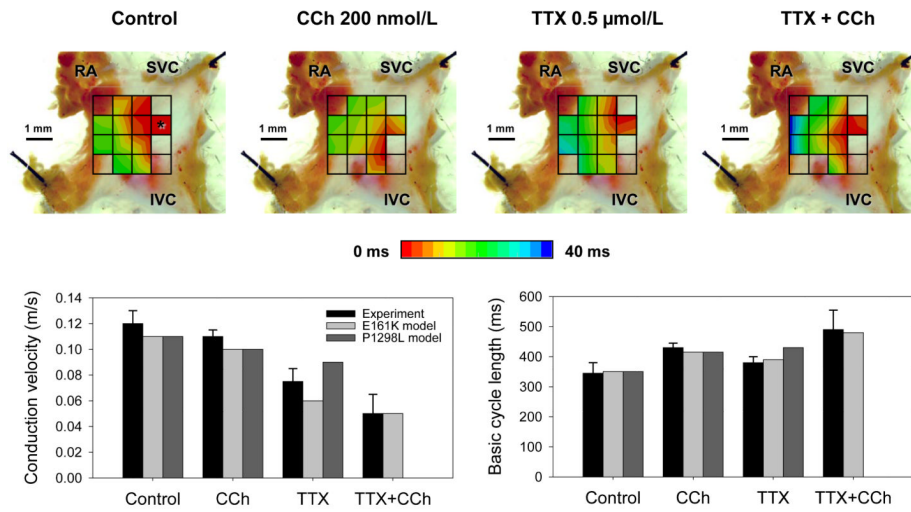 Control
CCh 200 nmol/L
TTX 0.5 µmol/L
TTX + CCh
RA
SVC
*
1 mm
IVC
RA
SVC
1 mm
IVC
RA
SVC
1 mm
IVC
RA
SVC
1 mm
IVC
0 ms
40 ms
Conduction velocity (m/s)
0.14
0.12
0.10
0.08
0.06
0.04
0.02
0.00
Experiment
E161K model
P1298L model
Control
CCh
TTX
TTX+CCh
Basic cycle length (ms)
600
500
400
300
200
100
0
Control
CCh
TTX
TTX+CCh